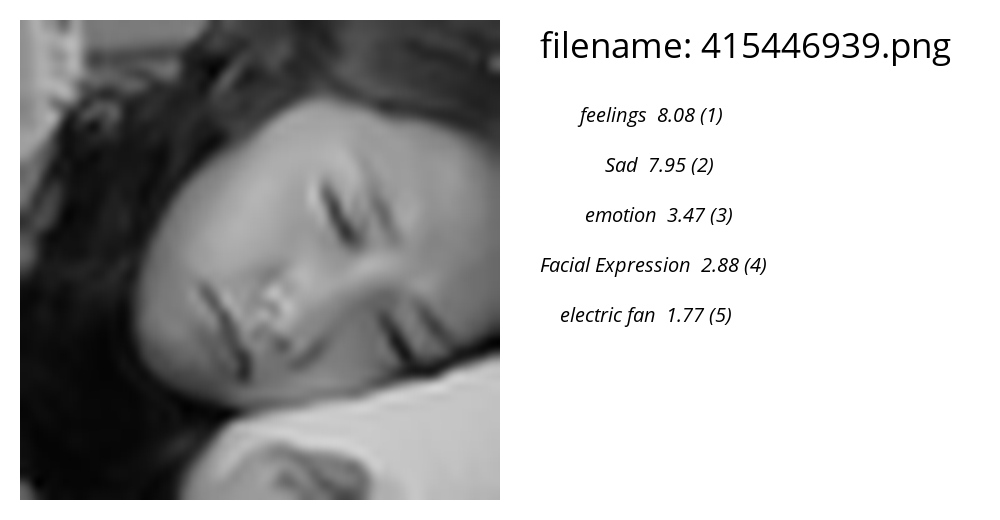 filename: 415446939.png
feelings 8.08 (1)
Sad 7.95 (2)
emotion 3.47 (3)
Facial Expression 2.88 (4)
electric fan 1.77 (5)